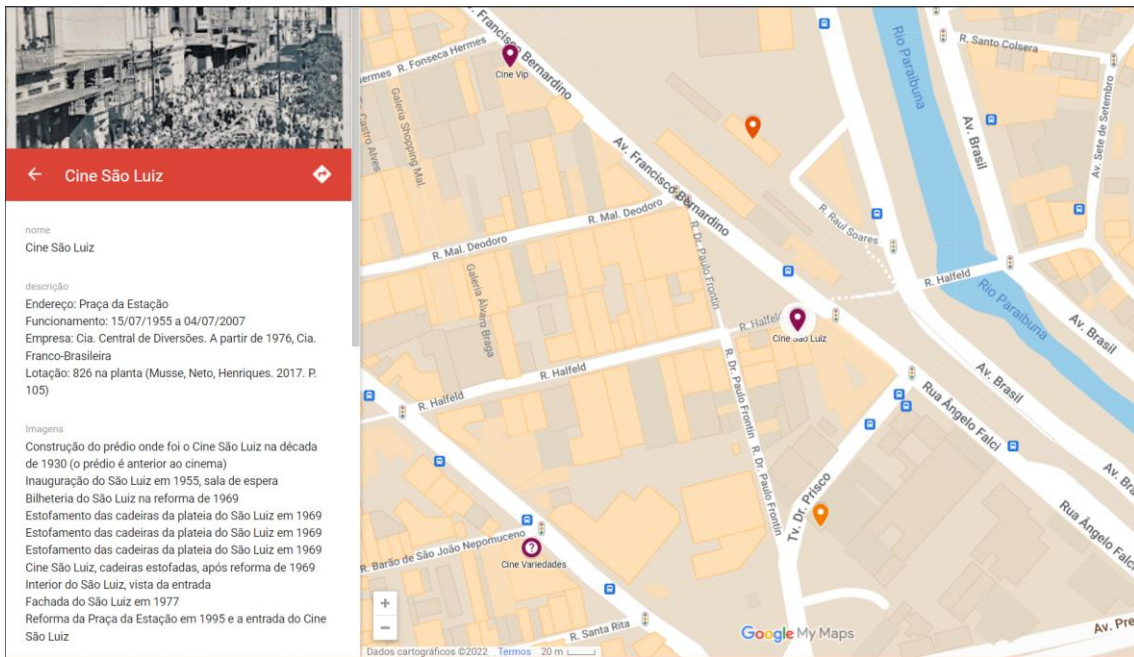 Cine São Luiz
nome
Cine São Luiz
descrição
Endereço: Praça da Estação
Funcionamento: 15/07/1955 a 04/07/2007
Empresa: Cia. Central de Diversões. A partir de 1976, Cia.
Franco-Brasileira
Lotação: 826 na planta (Musse, Neto, Henriques. 2017. P.
105)
Imagens
Construção do prédio onde foi o Cine São Luiz na década
de 1930 (o prédio é anterior ao cinema)
Inauguração do São Luiz em 1955, sala de espera
Bilheteria do São Luiz na reforma de 1969
Estofamento das cadeiras da plateia do São Luiz em 1969
Estofamento das cadeiras da plateia do São Luiz em 1969
Estofamento das cadeiras da plateia do São Luiz em 1969
Cine São Luiz, cadeiras estofadas, após reforma de 1969
Interior do São Luiz, vista da entrada
Fachada do São Luiz em 1977
Reforma da Praça da Estação em 1995 e a entrada do Cine
São Luiz
Francisco Bernardino
R. Fonseca Hermes
Hermes
Cine Vip
Castro Alves
Galeria Shopping Mal.
Rio Paraibuna
R. Santo Colsera
Av. Brasil
Av. Sete de Setembro
Av. Francisco Bernardino
R. Mal. Deodoro
R. Mal. Deodoro
R. Raul Soares
R. Dr. Paulo Frontin
Galeria Álvaro Braga
R. Halfeld
Rio Paraibuna
R. Halfeld
Cine São Luiz
Av. Brasil
R. Halfeld
R. Halfeld
R. Dr. Paulo Frontin
Av. Brasil
Rua Ângelo Falci
R. Dr. Paulo Frontin
Tv. Dr. Prisco
Av. Bra
Rua Ângelo Falci
R. Barão de São João Nepomuceno
?
Cine Variedades
+
−
R. Santa Rita
Google My Maps
Av. Pre
Dados cartográficos ©2022
Termos
20 m